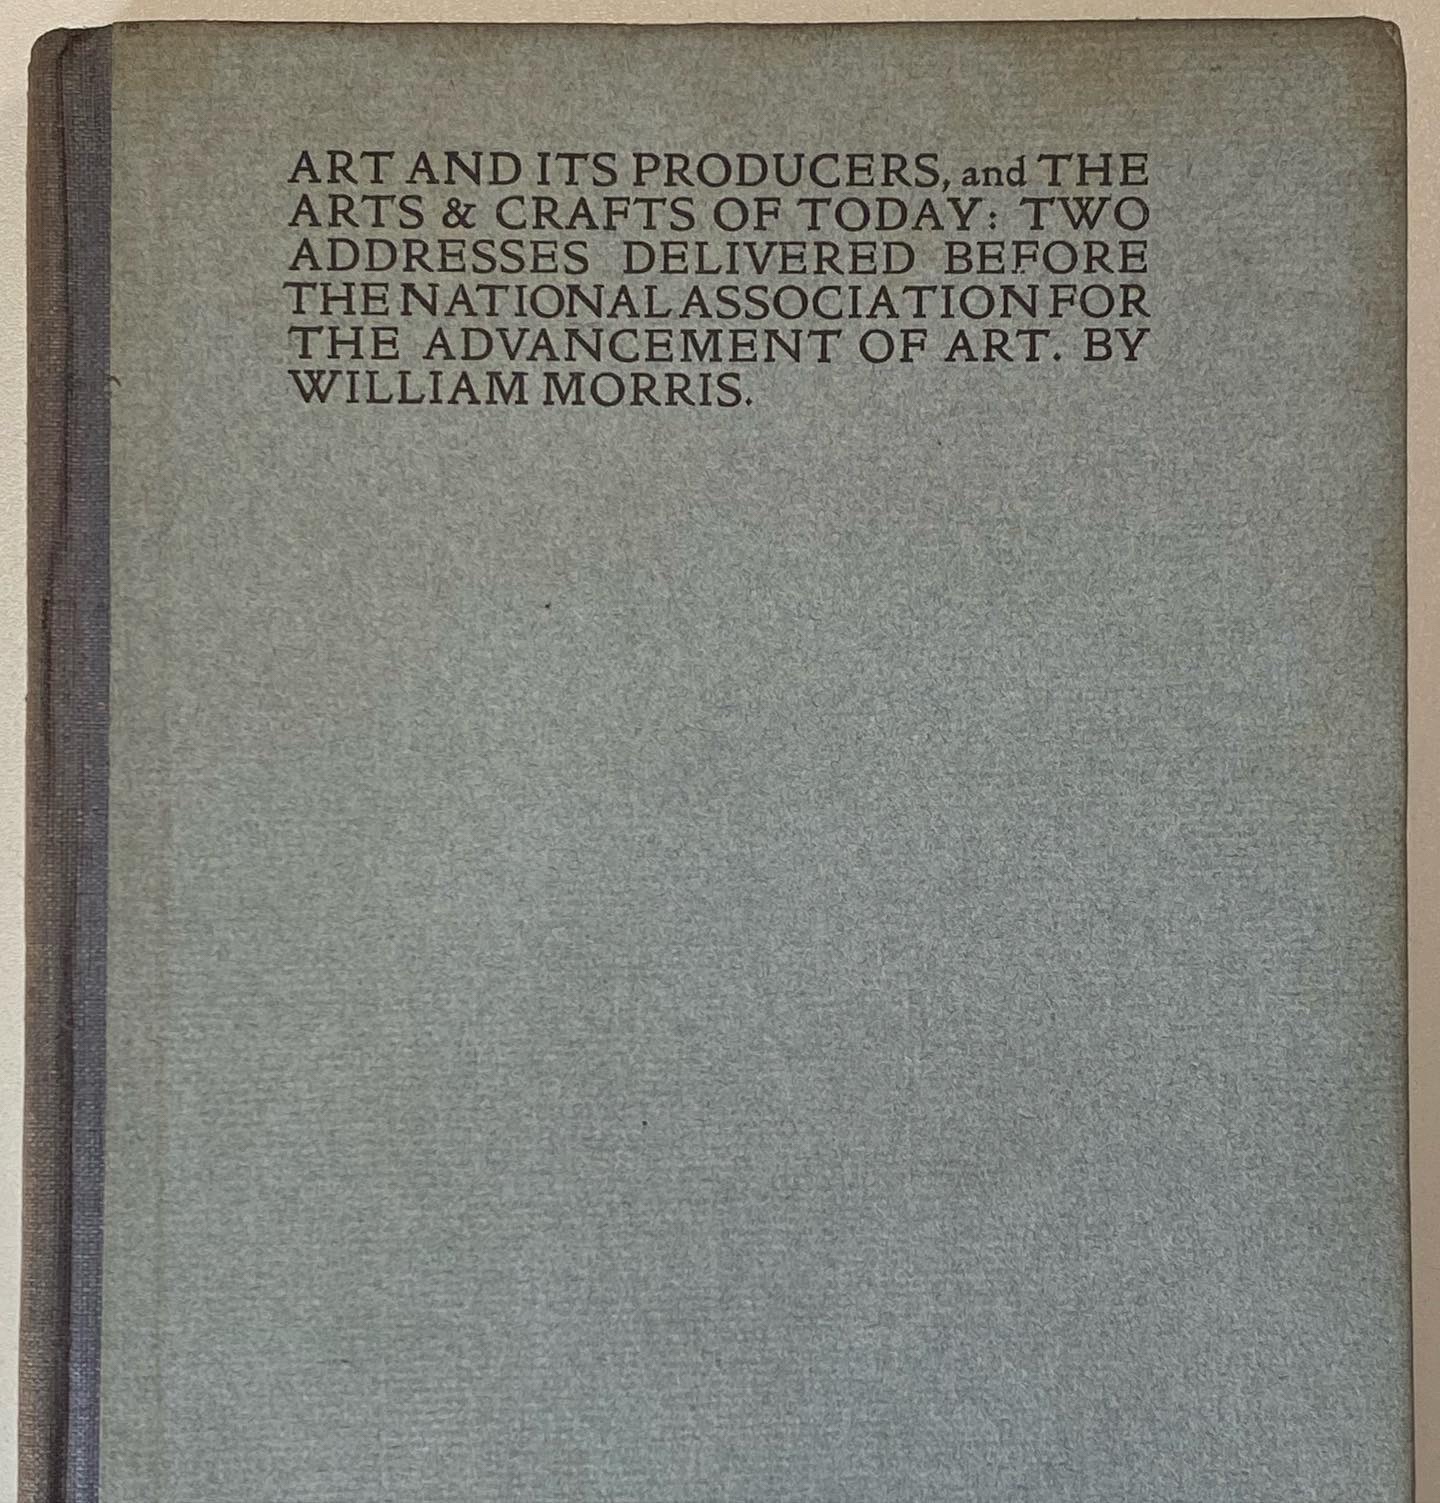 ART AND ITS PRODUCERS, and THE
ARTS & CRAFTS OF TODAY: TWO
ADDRESSES DELIVERED BEFORE
THE NATIONAL ASSOCIATION FOR
THE ADVANCEMENT OF ART. BY
WILLIAM MORRIS.